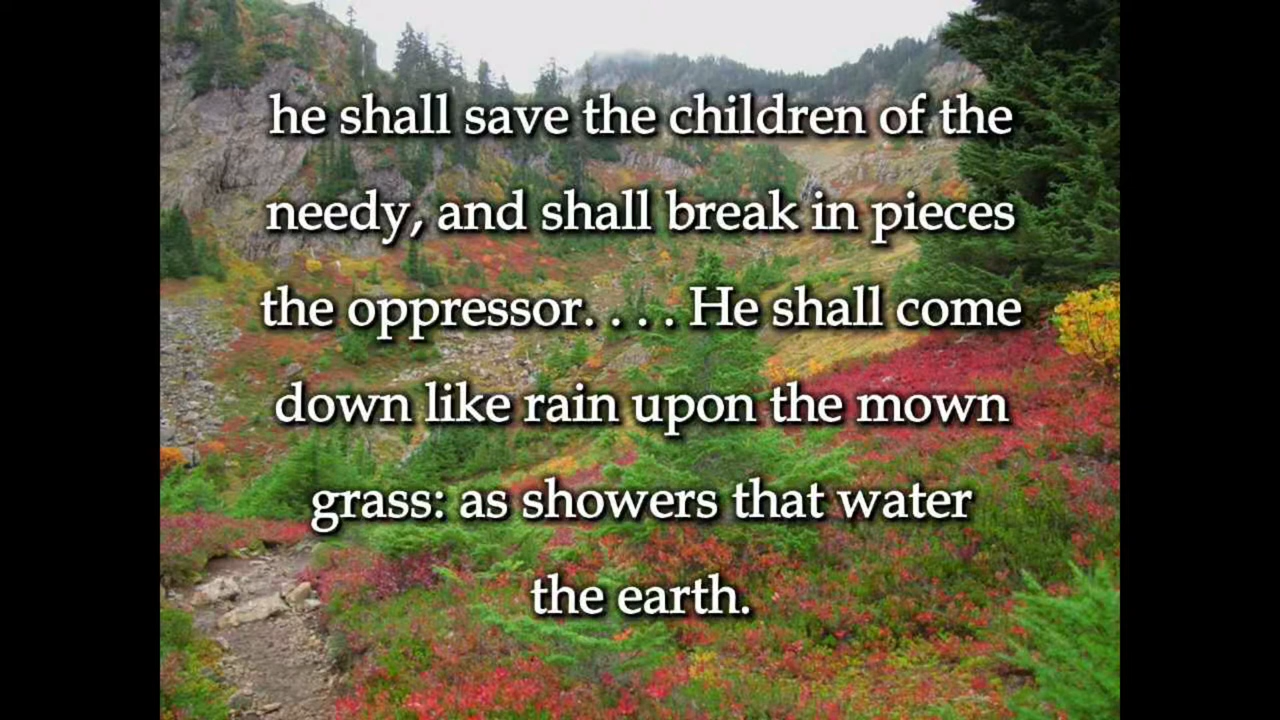 he shall save the children of the
needy, and shall break in pieces
the oppressor. . . . He shall come
down like rain upon the mown
grass: as showers that water
the earth.